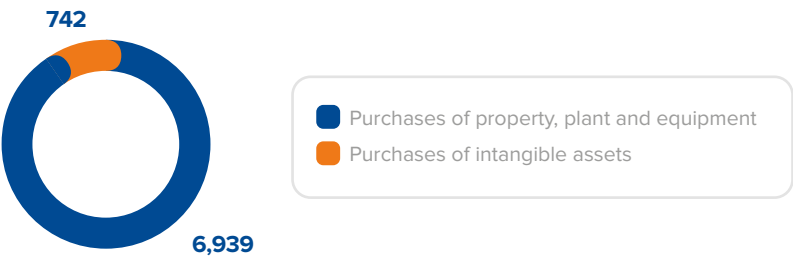 742
Purchases of property, plant and equipment
Purchases of intangible assets
6,939